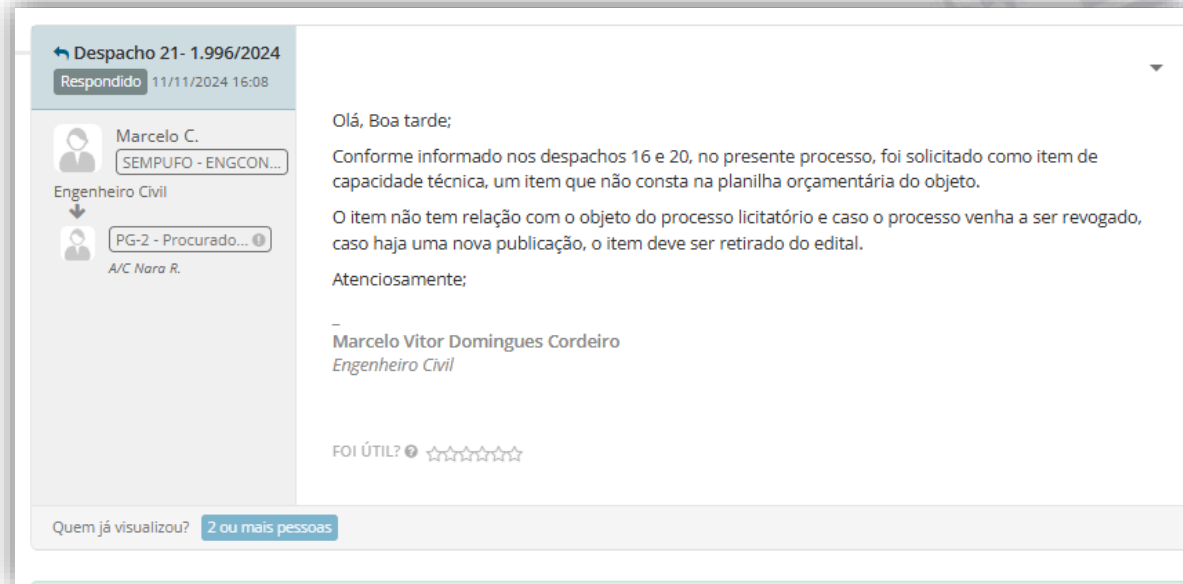 Despacho 21- 1.996/2024
Respondido 11/11/2024 16:08
Marcelo C.
SEMPUFO - ENGCON...
Engenheiro Civil
PG-2 - Procurado...
A/C Nara R.
Olá, Boa tarde;
Conforme informado nos despachos 16 e 20, no presente processo, foi solicitado como item de
capacidade técnica, um item que não consta na planilha orçamentária do objeto.
O item não tem relação com o objeto do processo licitatório e caso o processo venha a ser revogado,
caso haja uma nova publicação, o item deve ser retirado do edital.
Atenciosamente;
_
Marcelo Vitor Domingues Cordeiro
Engenheiro Civil
FOI ÚTIL?
Quem já visualizou? 2 ou mais pessoas